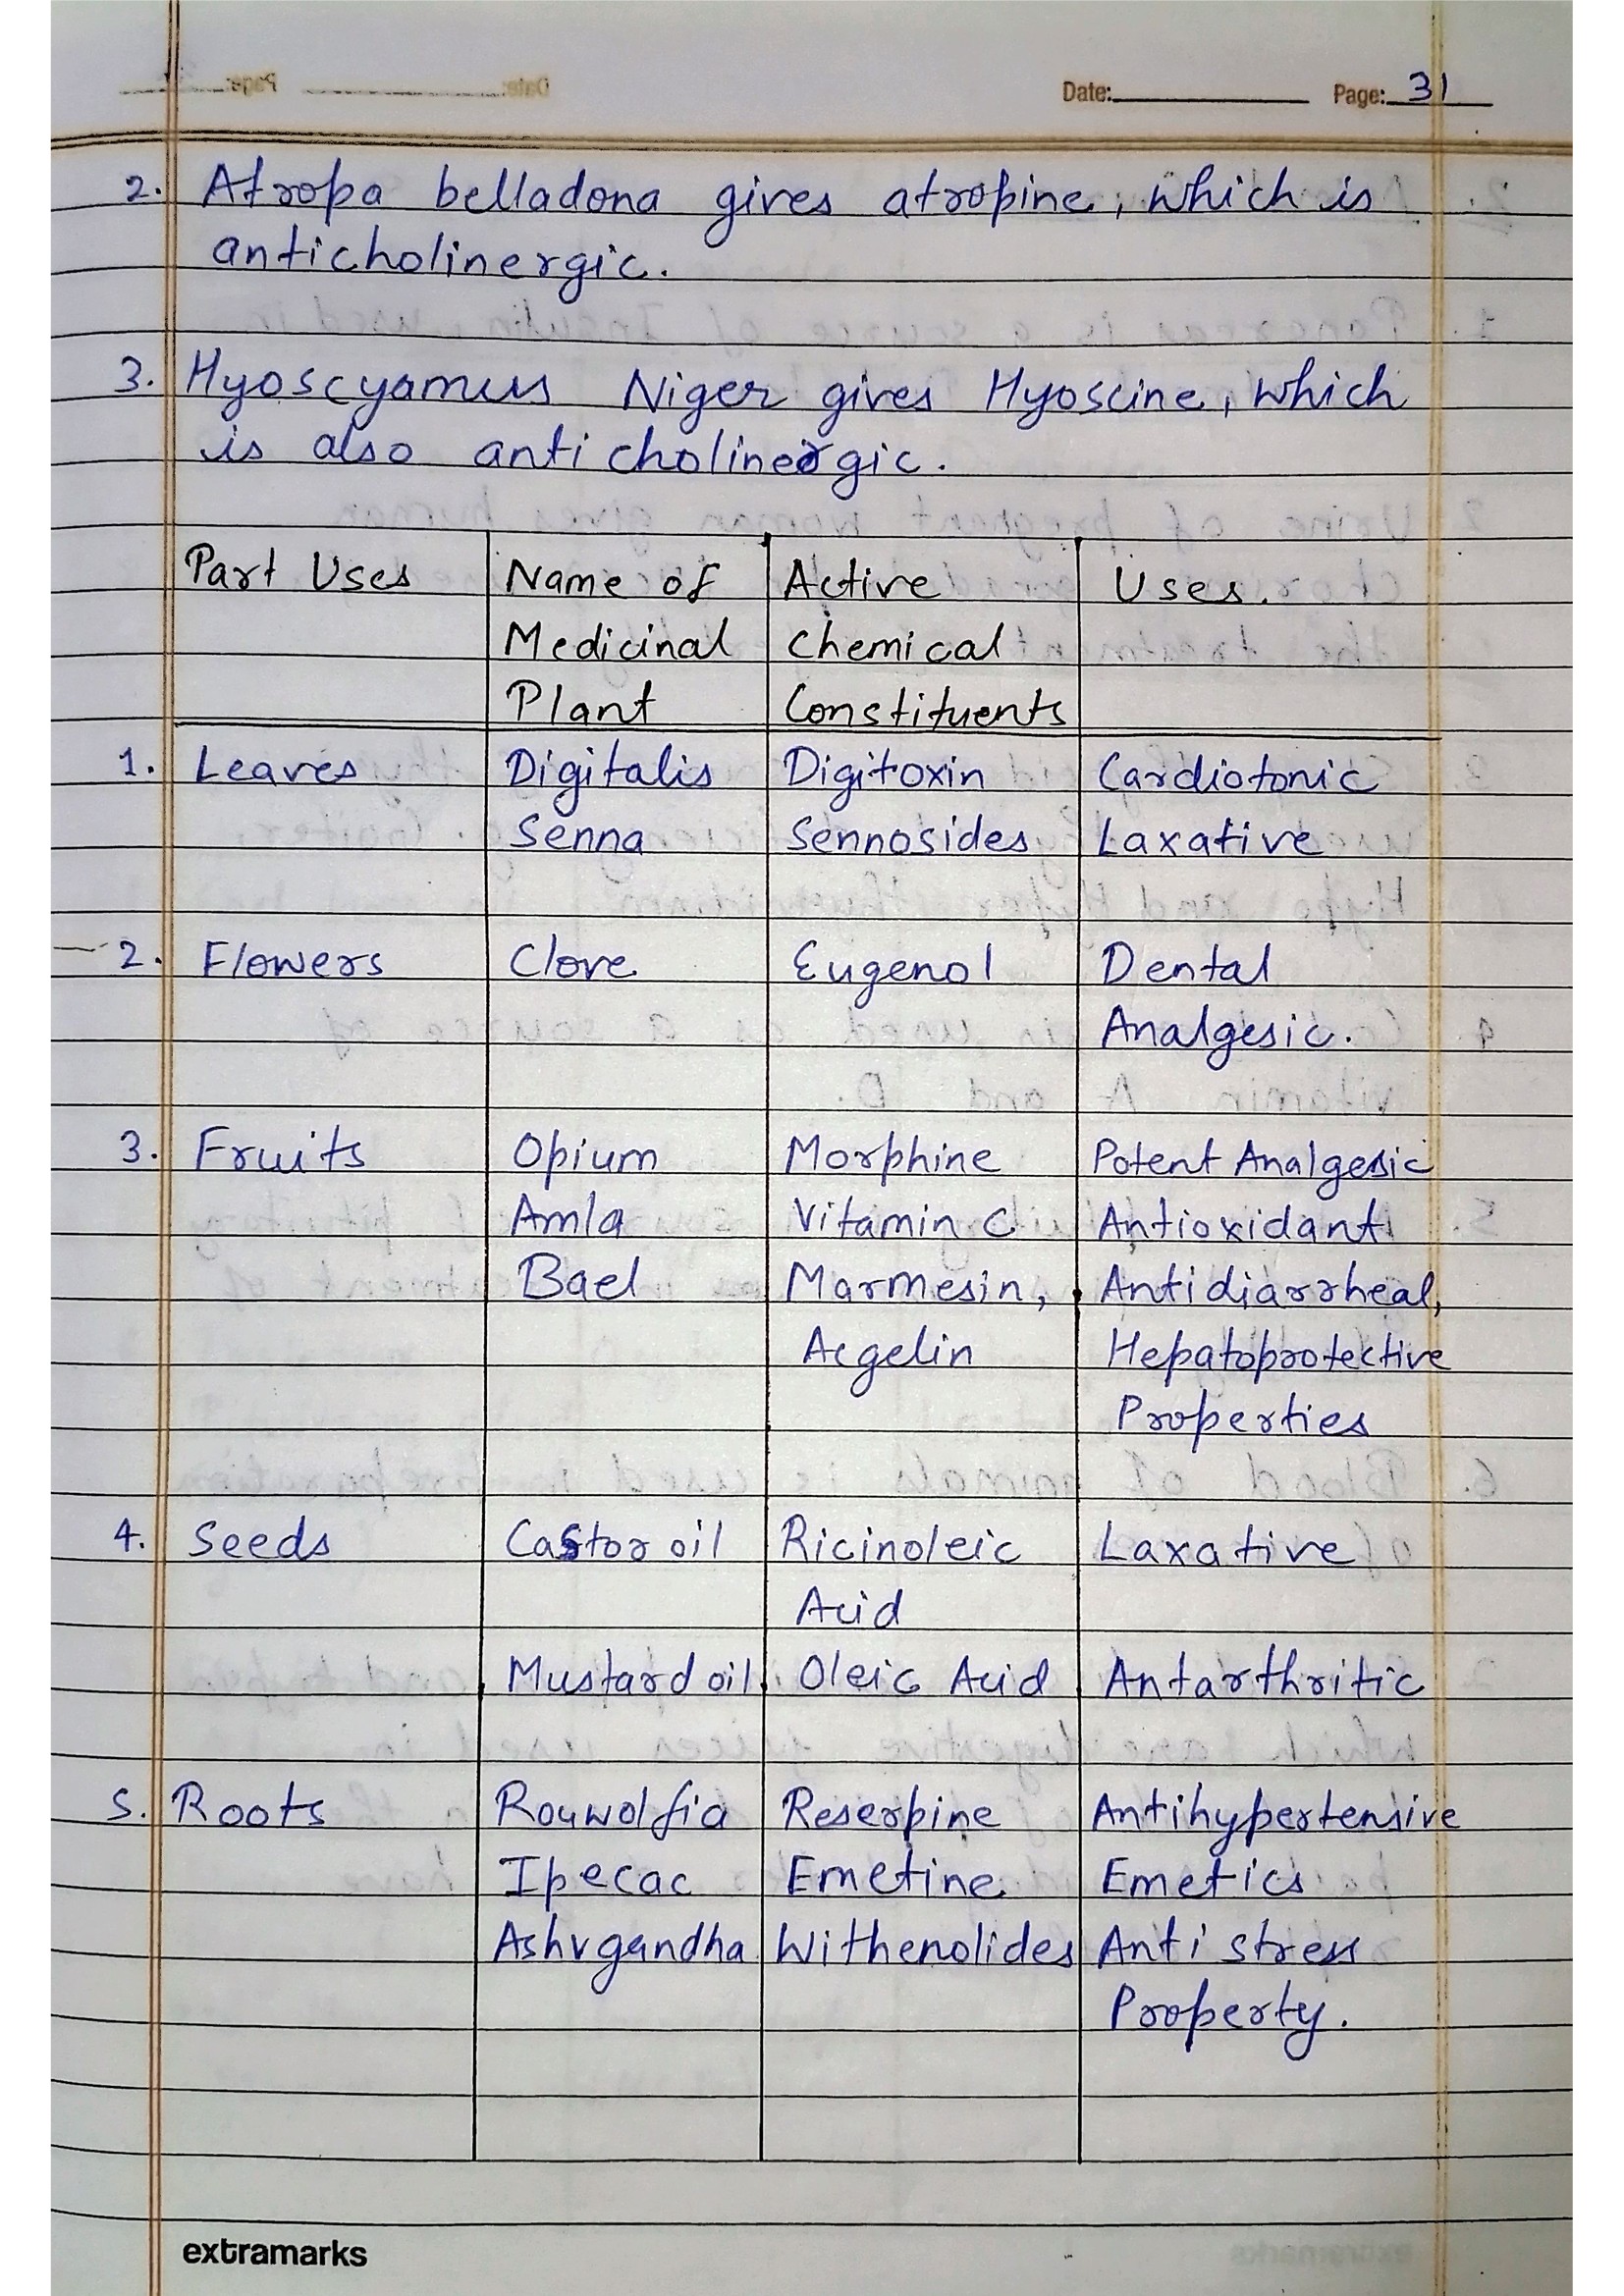 Date: Page: 31
2. Atropa belladona gives atropine, which is
anticholinergic.
3. Hyoscyamus Niger gives Hyoscine, which
is also anticholinergic.
Part Uses Name of Active Uses.
Medicinal Chemical
Plant Constituents
1. Leaves Digitalis Digitoxin Cardiotonic
Senna Sennosides Laxative
2. Flowers Clove Eugenol Dental
Analgesic.
3. Fruits Opium Morphine Potent Analgesic
Amla Vitamin C Antioxidant
Bael Marmesin, Antidiarrheal,
Aegelin Hepatoprotective
Properties
4. Seeds Castor oil Ricinoleic Laxative
Acid
Mustard oil Oleic Acid Antarthritic
5. Roots Rouwolfia Reserpine Antihypertensive
Ipecac Emetine Emetics
Ashvgandha Withenolides Anti stress
Property.
extramarks